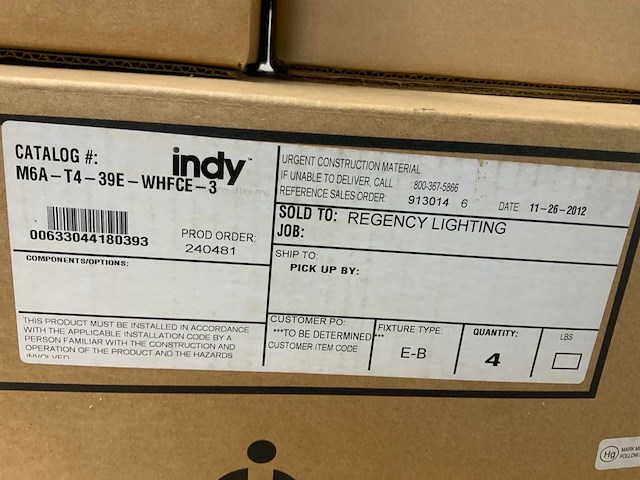 CATALOG #:
indy™
M6A-T4-39E-WHFCE-3
00633044180393
PROD ORDER:
240481
COMPONENTS/OPTIONS:
THIS PRODUCT MUST BE INSTALLED IN ACCORDANCE
WITH THE APPLICABLE INSTALLATION CODE BY A
PERSON FAMILIAR WITH THE CONSTRUCTION AND
OPERATION OF THE PRODUCT AND THE HAZARDS
INVOLVED
URGENT CONSTRUCTION MATERIAL
IF UNABLE TO DELIVER, CALL 800-367-5866
REFERENCE SALES ORDER: 913014 6 DATE: 11-26-2012
SOLD TO: REGENCY LIGHTING
JOB:
SHIP TO:
PICK UP BY:
CUSTOMER PO:
***TO BE DETERMINED***
CUSTOMER ITEM CODE
FIXTURE TYPE:
E-B
QUANTITY:
4
LBS
Hg
MARK M
FOLLOW